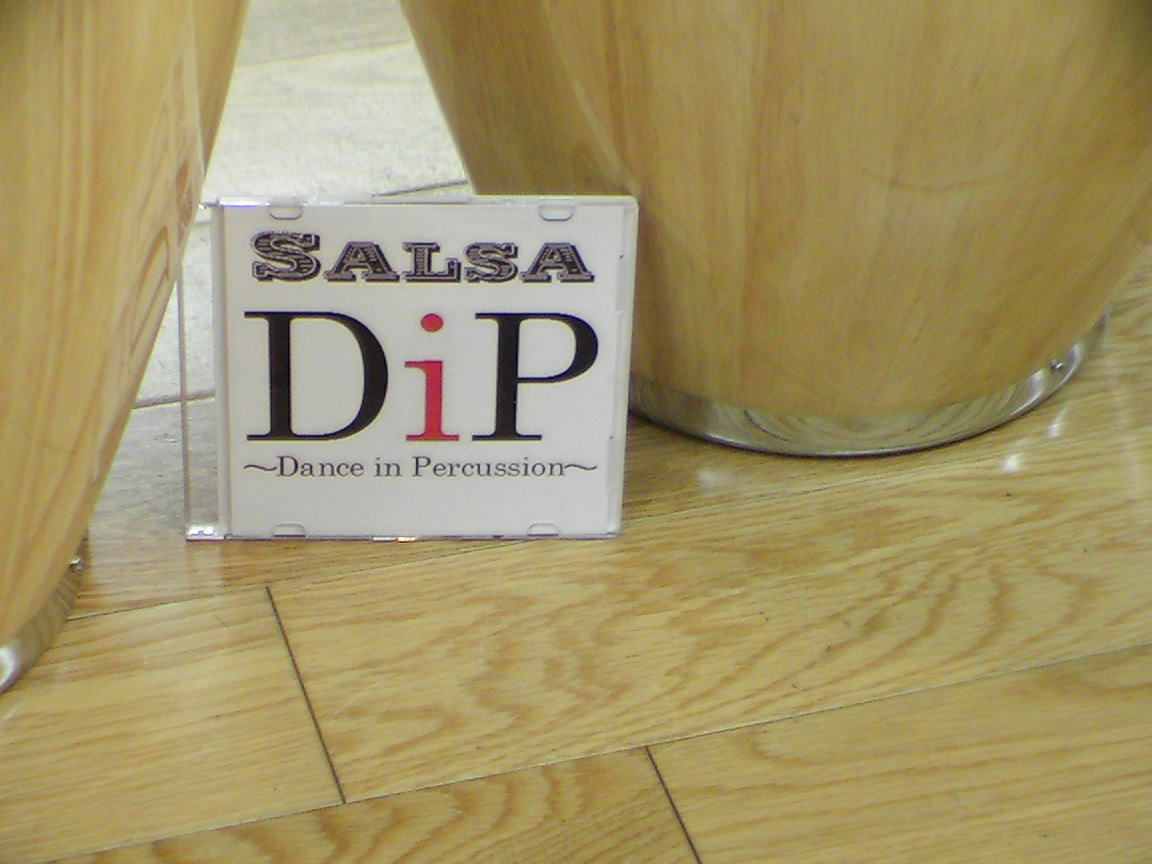 SALSA
DiP
～Dance in Percussion～